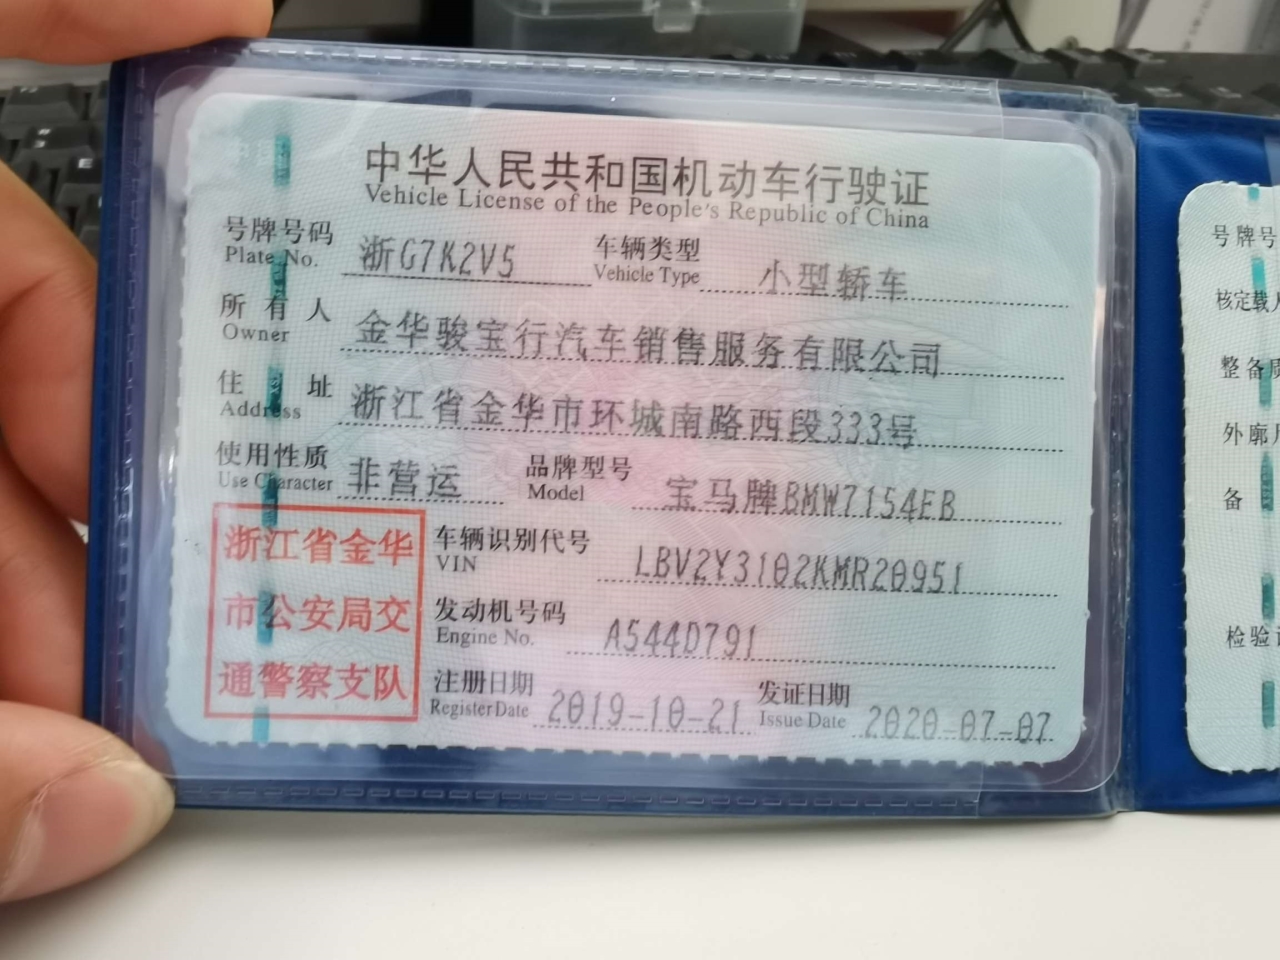 中华人民共和国机动车行驶证
Vehicle License of the People's Republic of China
号牌号码 浙G7K2V5 车辆类型 小型轿车
Plate No. Vehicle Type
所有人 金华骏宝行汽车销售服务有限公司
Owner
住址 浙江省金华市环城南路西段333号
Address
使用性质 非营运 品牌型号 宝马牌BMW7154EB
Use Character Model
浙江省金华
市公安局交
通警察支队
车辆识别代号 LBV2Y3102KMR20951
VIN
发动机号码 A544D791
Engine No.
注册日期 2019-10-21 发证日期 2020-07-07
Register Date Issue Date
号牌号
核定载
整备
外廓
备
检验